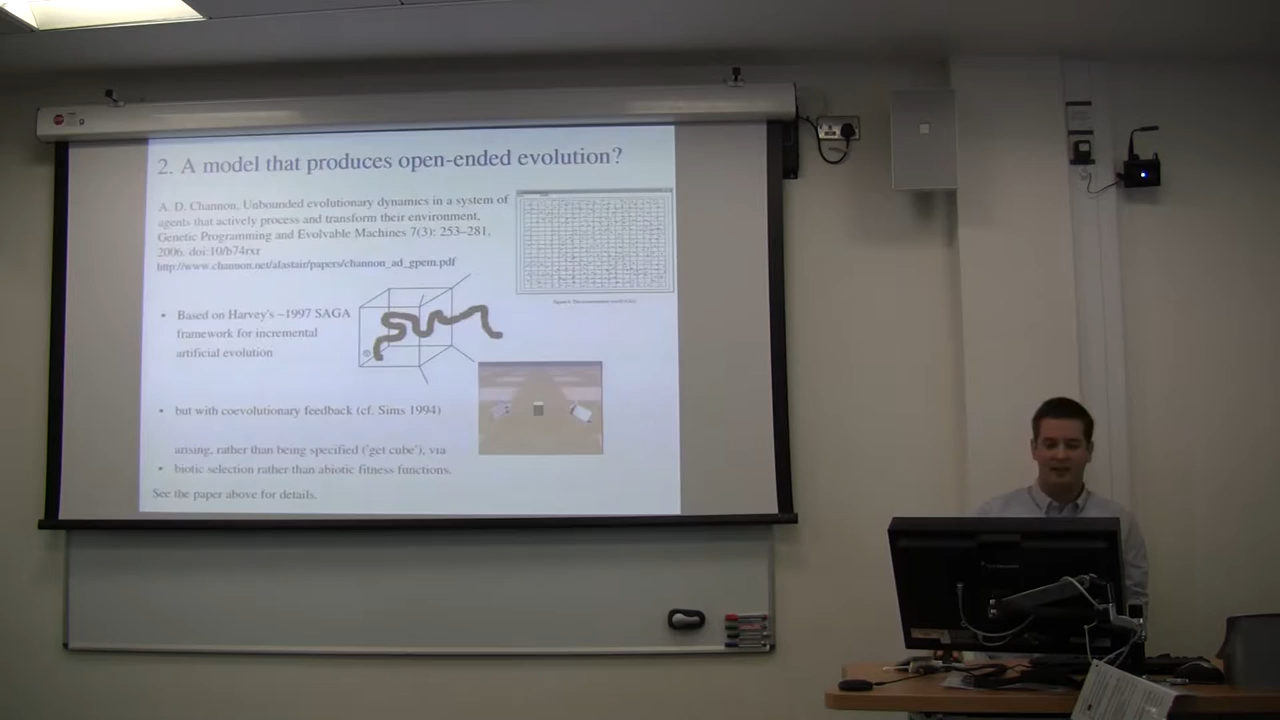 2. A model that produces open-ended evolution?
A. D. Channon. Unbounded evolutionary dynamics in a system of
agents that actively process and transform their environment,
Genetic Programming and Evolvable Machines 7(3): 253–281,
2006. doi:10/b74rxr
http://www.channon.net/alastair/papers/channon_ad_gpem.pdf
• Based on Harvey's ~1997 SAGA
framework for incremental
artificial evolution
• but with coevolutionary feedback (cf. Sims 1994)
arising, rather than being specified ('get cube'), via
• biotic selection rather than abiotic fitness functions.
See the paper above for details.